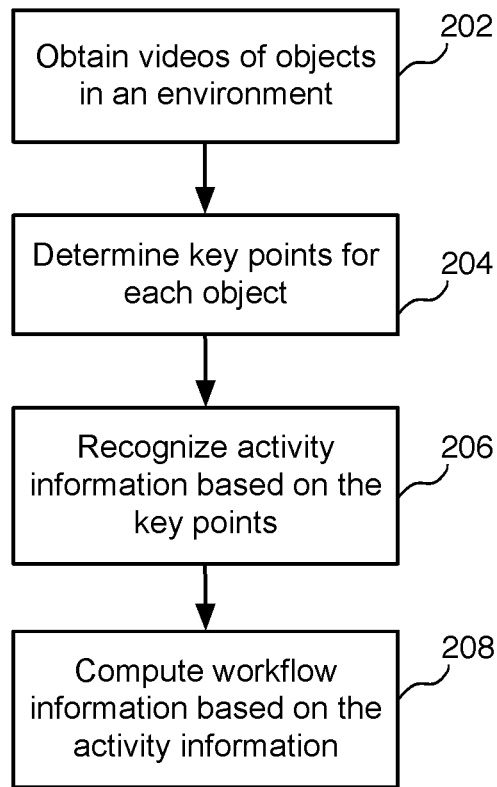 202
Obtain videos of objects
in an environment
Determine key points for
each object
204
Recognize activity
information based on the
key points
206
Compute workflow
information based on the
activity information
208